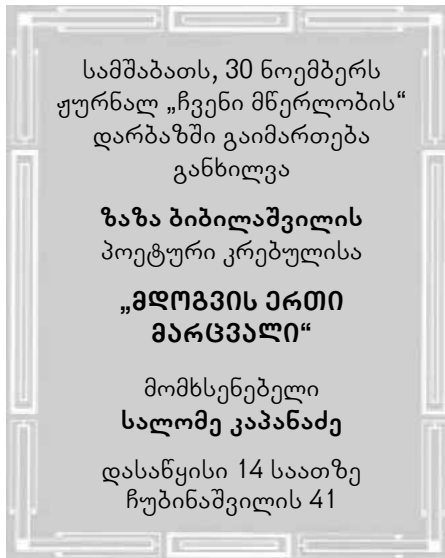 სამშაბათს, 30 ნოემბერს
ჟურნალ „ჩვენი მწერლობის“
დარბაზში გაიმართება
განხილვა
ზაზა ბიბილაშვილის
პოეტური კრებულისა
„მდოგვის ერთი
მარცვალი“
მომხსენებელი
სალომე კაპანაძე
დასაწყისი 14 საათზე
ჩუბინაშვილის 41